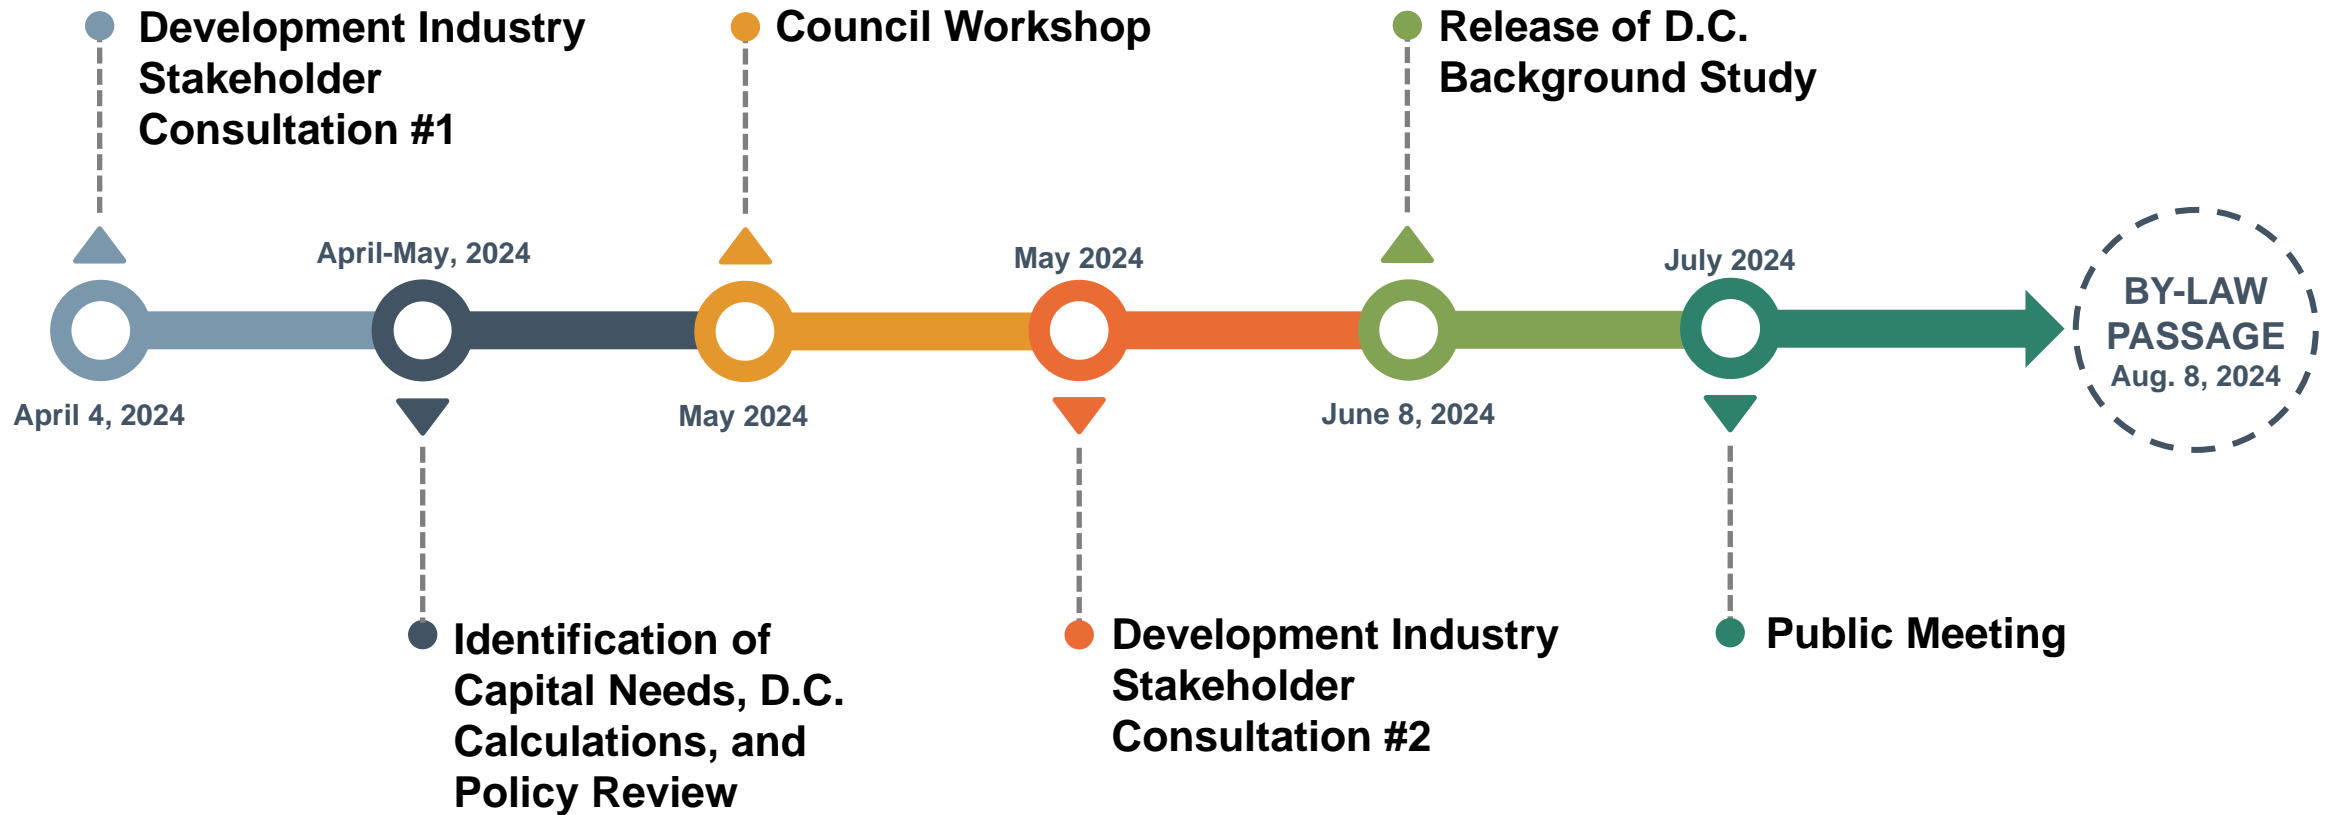 Development Industry
Stakeholder
Consultation #1
April 4, 2024
April-May, 2024
Identification of
Capital Needs, D.C.
Calculations, and
Policy Review
Council Workshop
May 2024
May 2024
Development Industry
Stakeholder
Consultation #2
Release of D.C.
Background Study
June 8, 2024
July 2024
Public Meeting
BY-LAW
PASSAGE
Aug. 8, 2024